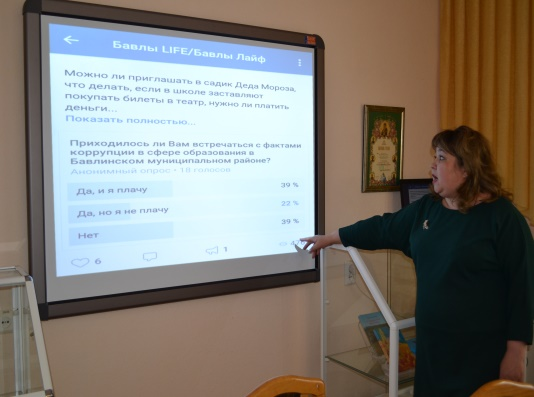 Бавлы LIFE/Бавлы Лайф
Можно ли приглашать в садик Деда Мороза,
что делать, если в школе заставляют
покупать билеты в театр, нужно ли платить
деньги...
Показать полностью...
Приходилось ли Вам встречаться с фактами
коррупции в сфере образования в
Бавлинском муниципальном районе?
Анонимный опрос • 18 голосов
Да, и я плачу 39 %
Да, но я не плачу 22 %
Нет 39 %
6 1